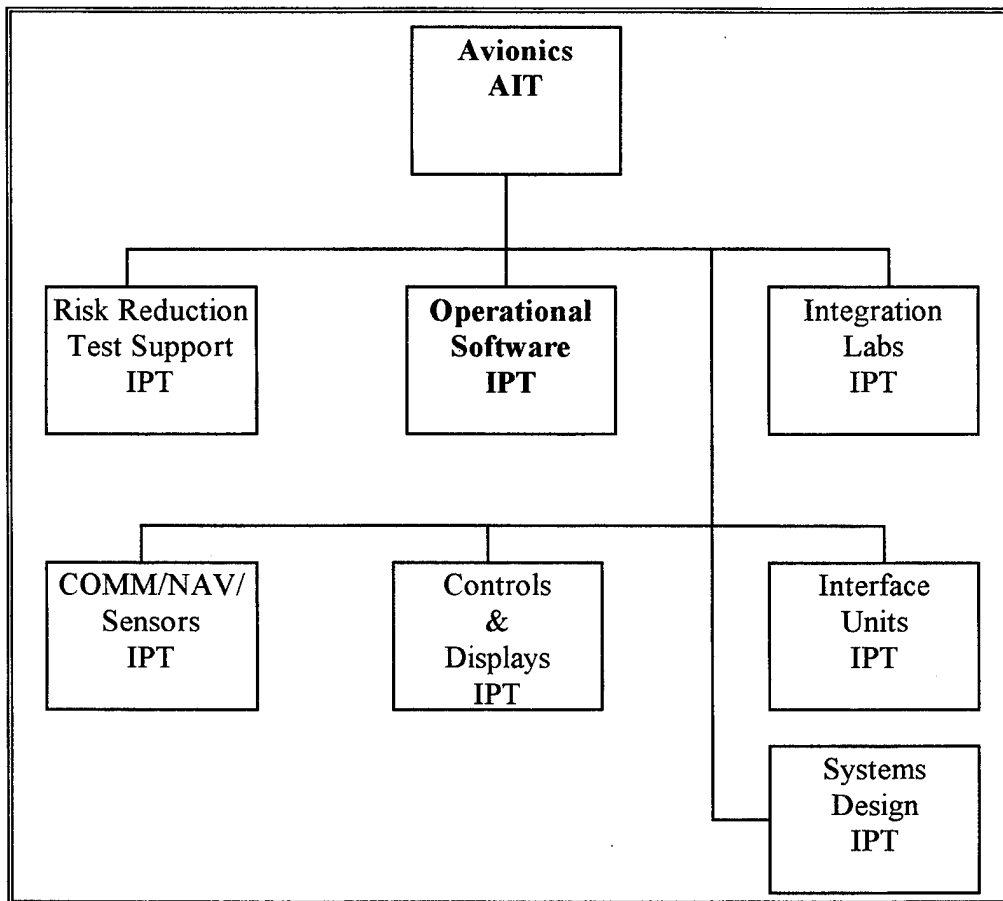 Avionics
AIT
Risk Reduction
Test Support
IPT
Operational
Software
IPT
Integration
Labs
IPT
COMM/NAV/
Sensors
IPT
Controls
&
Displays
IPT
Interface
Units
IPT
Systems
Design
IPT